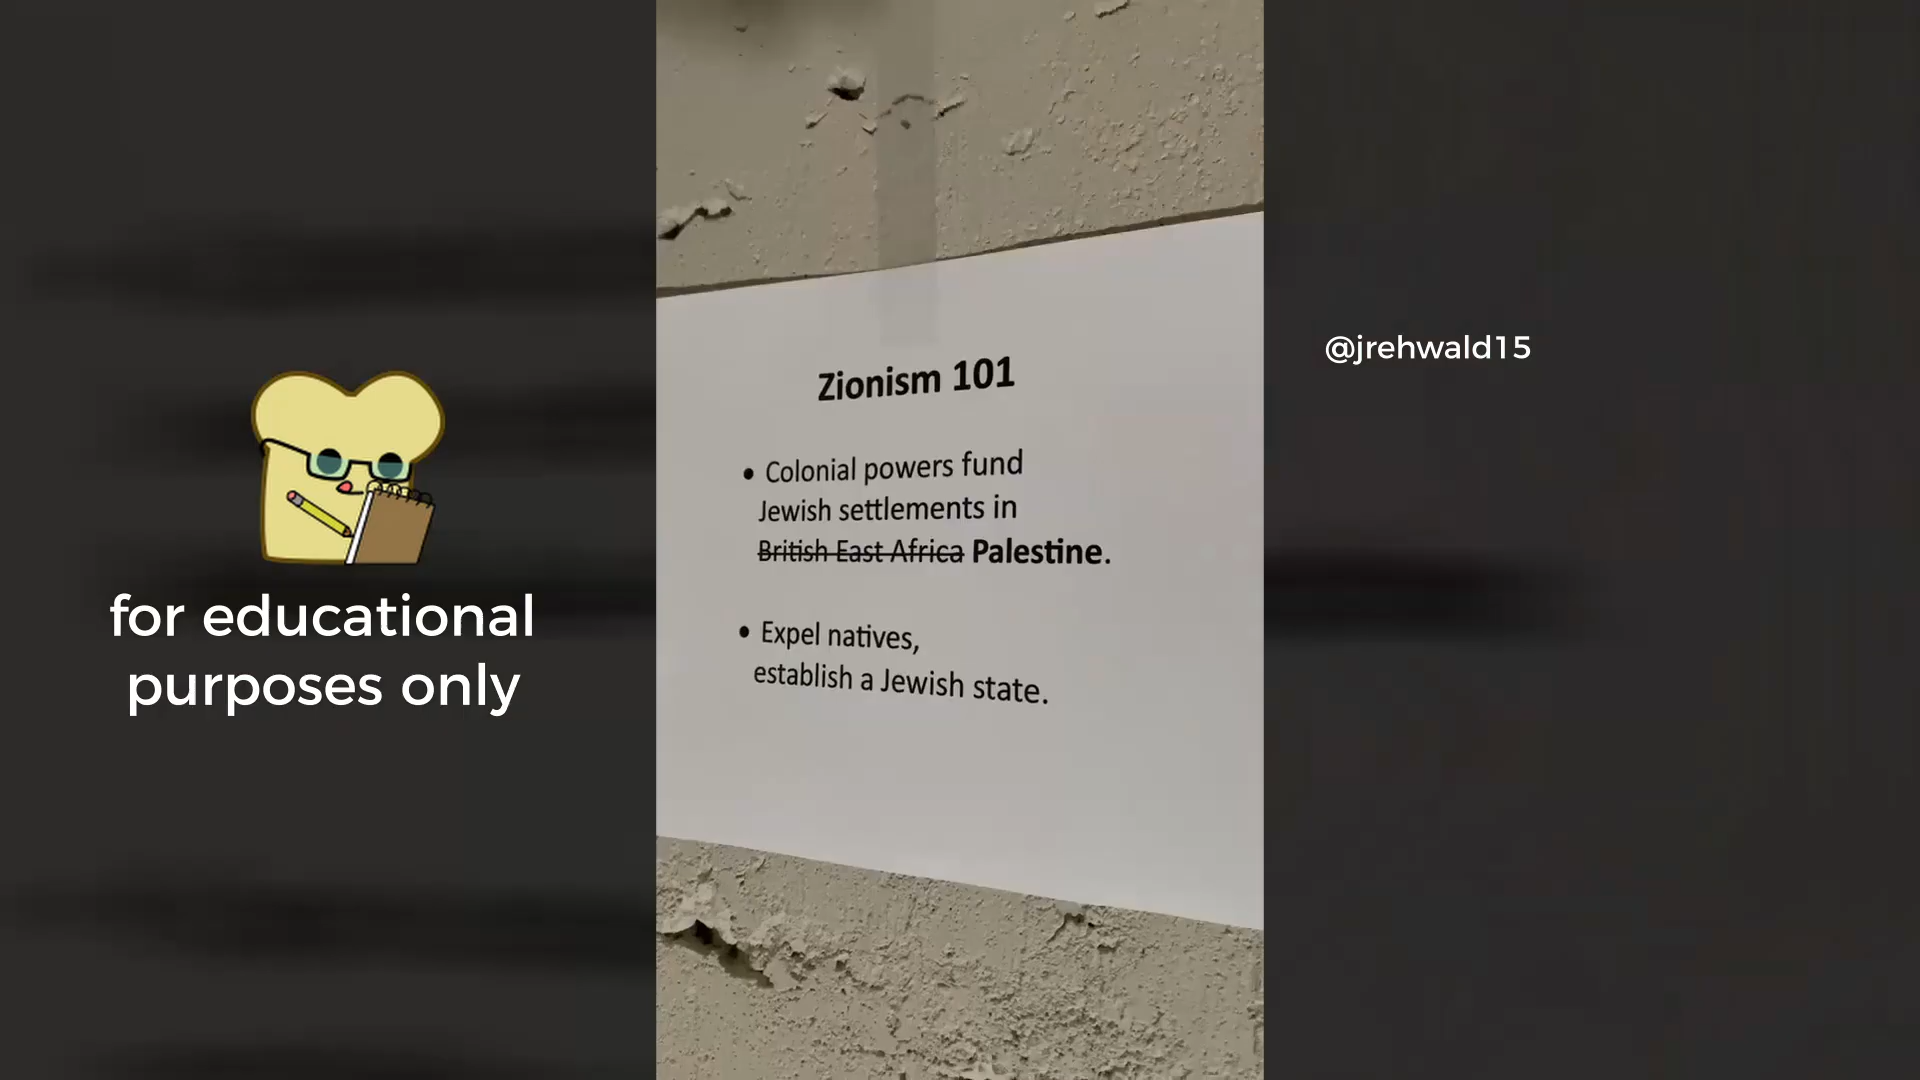 for educational
purposes only
Zionism 101
• Colonial powers fund
Jewish settlements in
British East Africa Palestine.
• Expel natives,
establish a Jewish state.
@jrehwald15